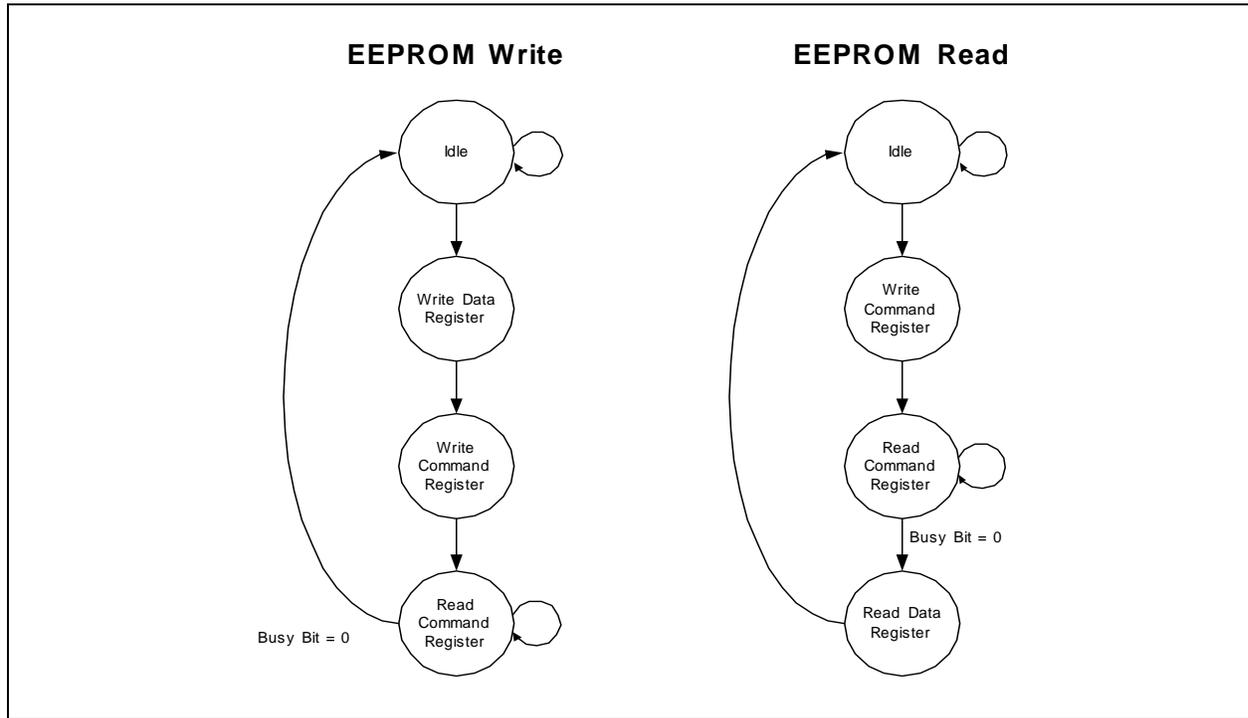 EEPROM Write
Idle
Write Data
Register
Write
Command
Register
Read
Command
Register
Busy Bit = 0
EEPROM Read
Idle
Write
Command
Register
Read
Command
Register
Busy Bit = 0
Read Data
Register